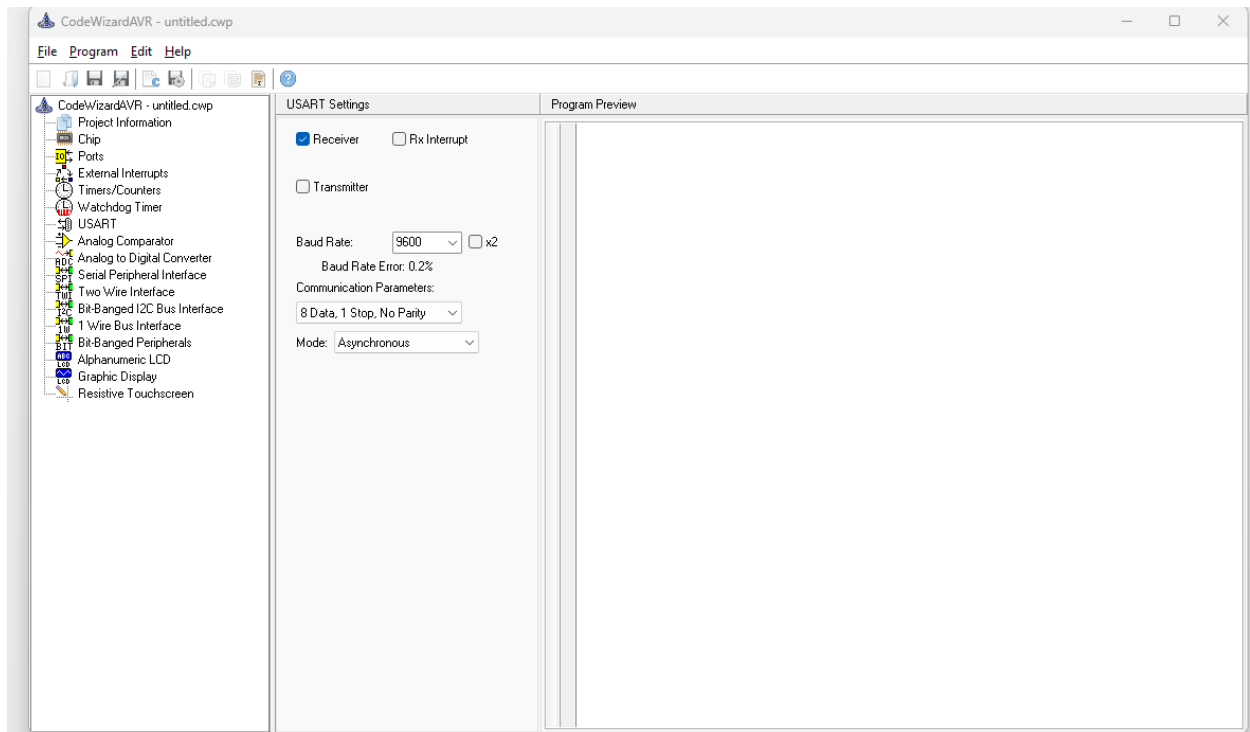 CodeWizardAVR - untitled.cwp
File Program Edit Help
CodeWizardAVR - untitled.cwp
Project Information
Chip
Ports
External Interrupts
Timers/Counters
Watchdog Timer
USART
Analog Comparator
Analog to Digital Converter
Serial Peripheral Interface
Two Wire Interface
Bit-Banged I2C Bus Interface
1 Wire Bus Interface
Bit-Banged Peripherals
Alphanumeric LCD
Graphic Display
Resistive Touchscreen
USART Settings
Receiver Rx Interrupt
Transmitter
Baud Rate: 9600 x2
Baud Rate Error: 0.2%
Communication Parameters:
8 Data, 1 Stop, No Parity
Mode: Asynchronous
Program Preview